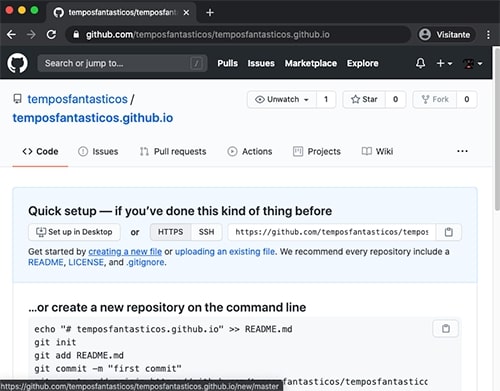 temposfantasticos/temposfanta
github.com/temposfantasticos/temposfantasticos.github.io
Visitante
Search or jump to...
/
Pulls Issues Marketplace Explore
temposfantasticos /
temposfantasticos.github.io
Unwatch 1
Star 0
Fork 0
Code
Issues
Pull requests
Actions
Projects
Wiki
Quick setup — if you've done this kind of thing before
Set up in Desktop or HTTPS SSH https://github.com/temposfantasticos/tempos
Get started by creating a new file or uploading an existing file. We recommend every repository include a
README, LICENSE, and .gitignore.
…or create a new repository on the command line
echo "# temposfantasticos.github.io" >> README.md
git init
git add README.md
git commit -m "first commit"
https://github.com/temposfantasticos/temposfantasticos.github.io/new/master